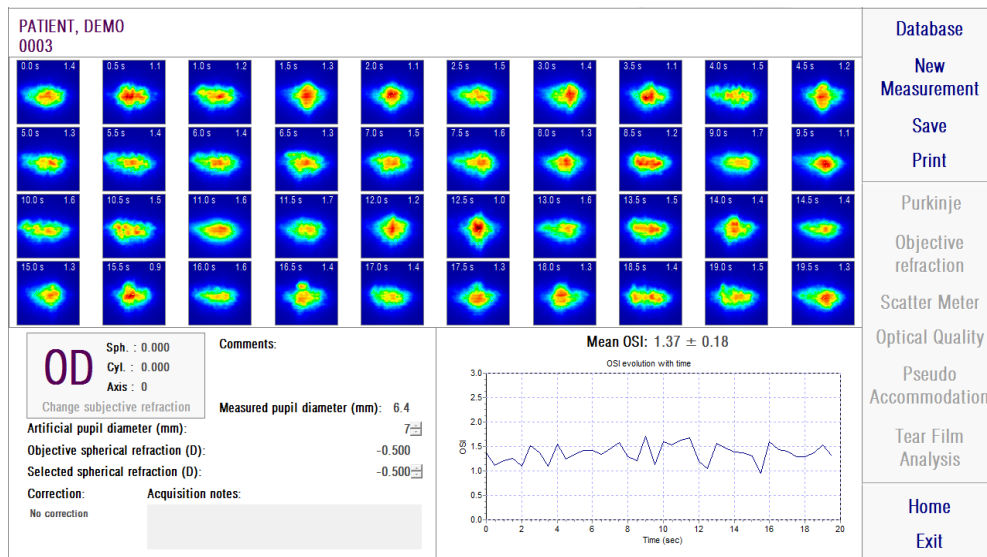 PATIENT, DEMO
0003
0.0 s 1.4
0.5 s 1.1
1.0 s 1.2
1.5 s 1.3
2.0 s 1.1
2.5 s 1.5
3.0 s 1.4
3.5 s 1.1
4.0 s 1.5
4.5 s 1.2
5.0 s 1.3
5.5 s 1.4
6.0 s 1.4
6.5 s 1.3
7.0 s 1.5
7.5 s 1.6
8.0 s 1.3
8.5 s 1.2
9.0 s 1.7
9.5 s 1.1
10.0 s 1.6
10.5 s 1.5
11.0 s 1.6
11.5 s 1.7
12.0 s 1.2
12.5 s 1.0
13.0 s 1.6
13.5 s 1.5
14.0 s 1.4
14.5 s 1.4
15.0 s 1.3
15.5 s 0.9
16.0 s 1.6
16.5 s 1.4
17.0 s 1.4
17.5 s 1.3
18.0 s 1.3
18.5 s 1.4
19.0 s 1.5
19.5 s 1.3
OD
Sph. : 0.000
Cyl. : 0.000
Axis : 0
Change subjective refraction
Comments:
Measured pupil diameter (mm): 6.4
Artificial pupil diameter (mm): 7
Objective spherical refraction (D): -0.500
Selected spherical refraction (D): -0.500
Correction:
No correction
Acquisition notes:
Mean OSI: 1.37 ± 0.18
OSI evolution with time
3.0
2.5
2.0
1.5
1.0
0.5
0.0
OSI
0 2 4 6 8 10 12 14 16 18 20
Time (sec)
Database
New
Measurement
Save
Print
Purkinje
Objective
refraction
Scatter Meter
Optical Quality
Pseudo
Accommodation
Tear Film
Analysis
Home
Exit